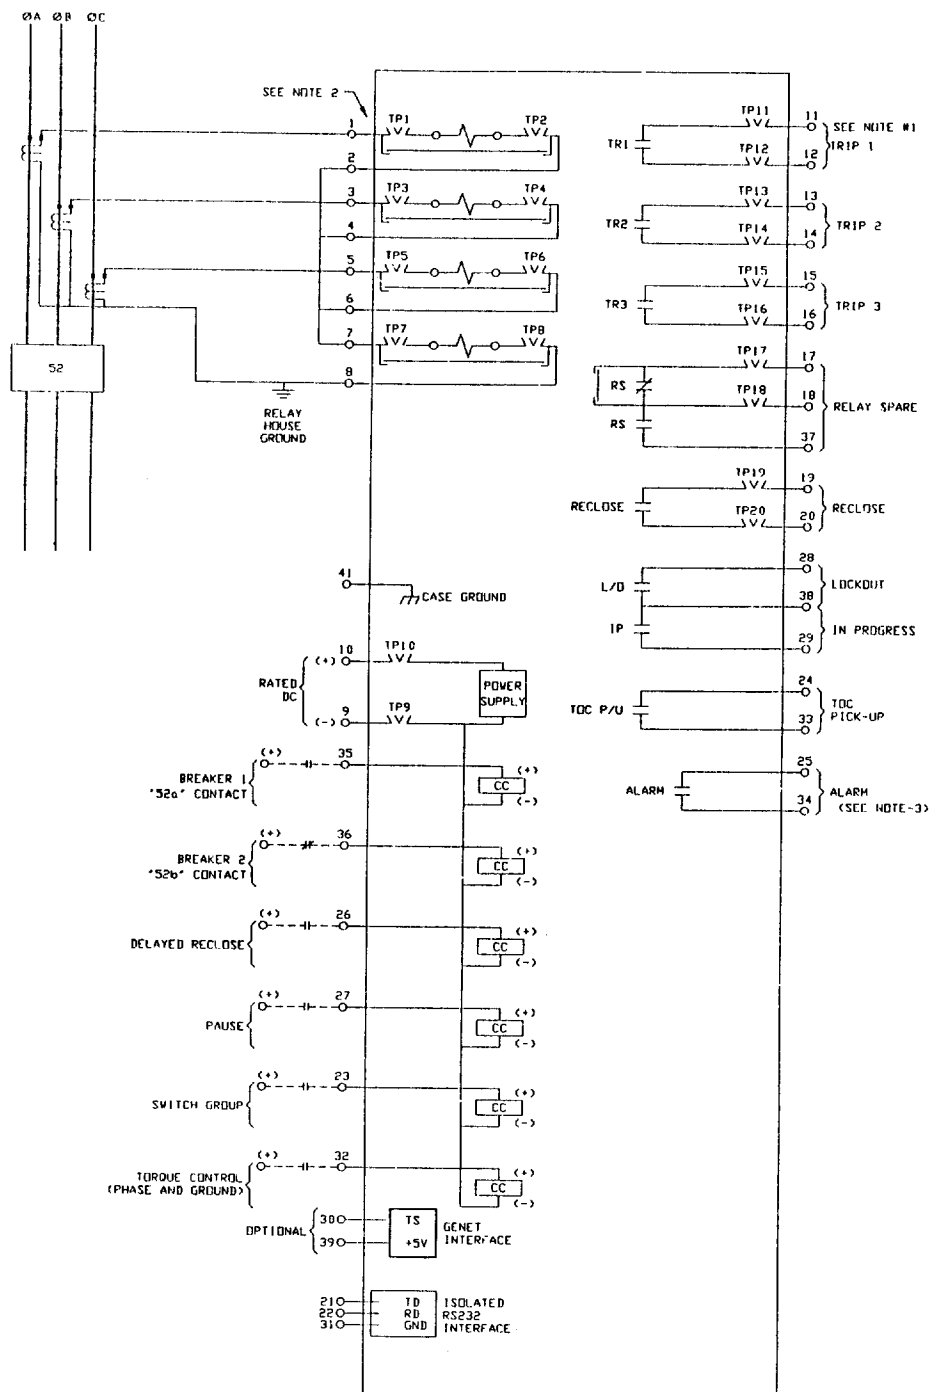 ØA ØB ØC
SEE NOTE 2
1 TP1 TP2
2
3 TP3 TP4
4
5 TP5 TP6
6
7 TP7 TP8
8
52
RELAY
HOUSE
GROUND
TP11 11 SEE NOTE #1
TR1 TRIP 1
TP12 12
TP13 13
TR2 TRIP 2
TP14 14
TP15 15
TR3 TRIP 3
TP16 16
TP17 17
RS
TP18 18 RELAY SPARE
RS
37
TP19 19
RECLOSE RECLOSE
TP20 20
28
L/O LOCKOUT
38
IP IN PROGRESS
29
24
TOC P/U TOC
PICK-UP
33
25
ALARM ALARM
34 (SEE NOTE-3)
41
CASE GROUND
(+) 10 TP10
RATED
DC
POWER
SUPPLY
(-) 9 TP9
(+) 35 (+)
BREAKER 1
"52a" CONTACT
CC
(-)
(+) 36 (+)
BREAKER 2
"52b" CONTACT
CC
(-)
(+) 26 (+)
DELAYED RECLOSE
CC
(-)
(+) 27 (+)
PAUSE
CC
(-)
(+) 23 (+)
SWITCH GROUP
CC
(-)
(+) 32 (+)
TORQUE CONTROL
(PHASE AND GROUND)
CC
(-)
OPTIONAL
30 TS GENET
39 +5V INTERFACE
21 TD ISOLATED
22 RD RS232
31 GND INTERFACE